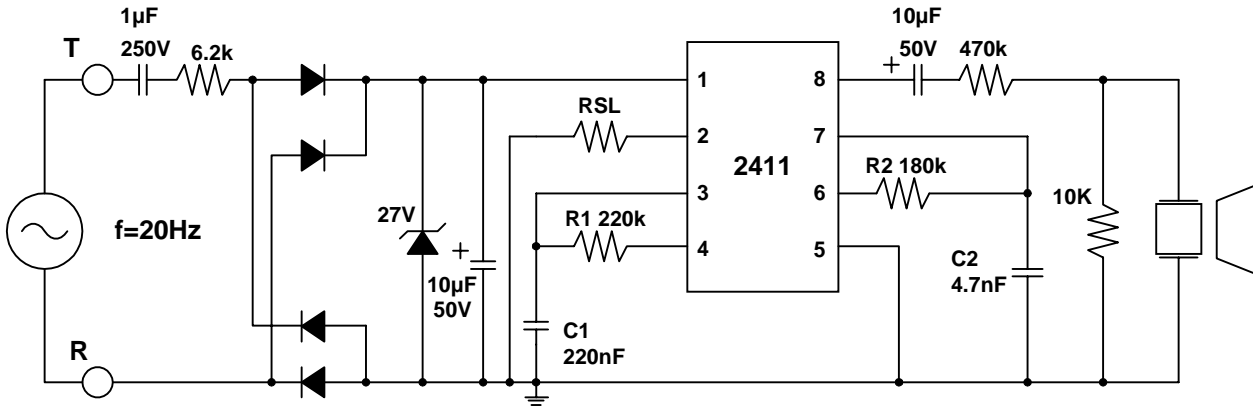 1µF
250V
T
6.2k
10µF
50V
470k
1
8
RSL
2
7
2411
R2 180k
3
6
27V
R1 220k
10K
f=20Hz
4
5
10µF
50V
C2
4.7nF
C1
220nF
R